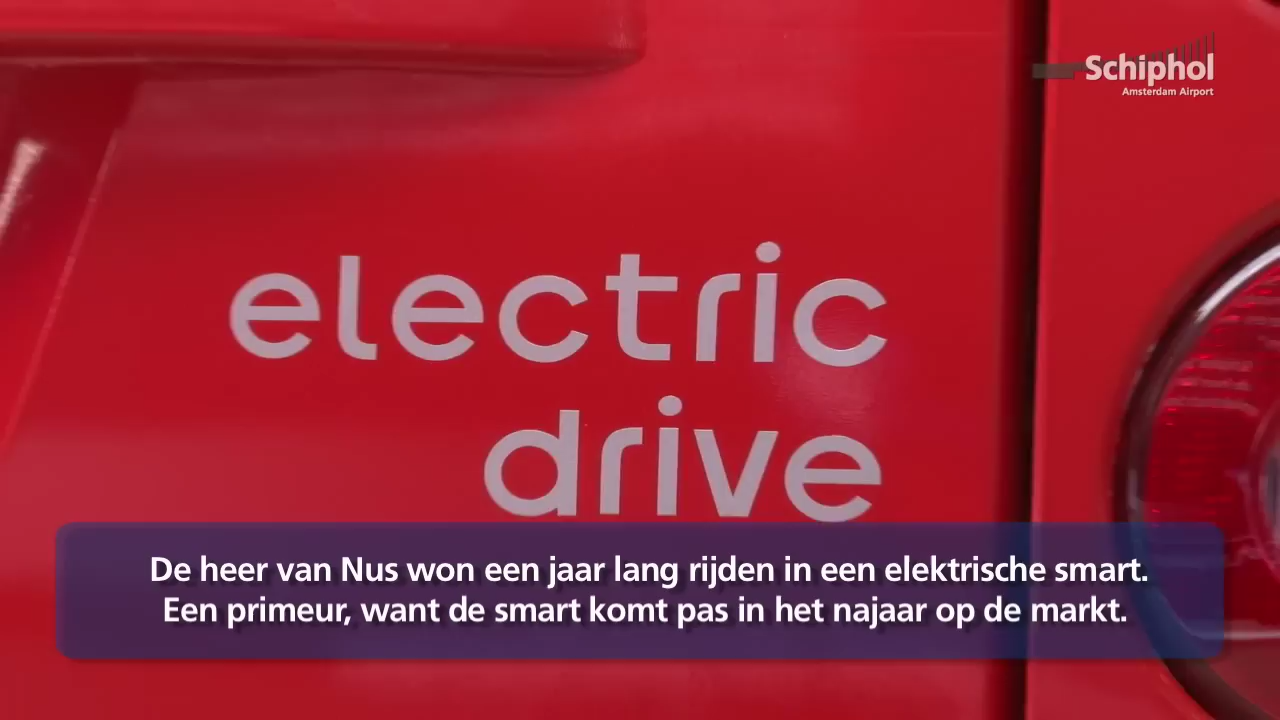 Schiphol
Amsterdam Airport
electric
drive
De heer van Nus won een jaar lang rijden in een elektrische smart.
Een primeur, want de smart komt pas in het najaar op de markt.